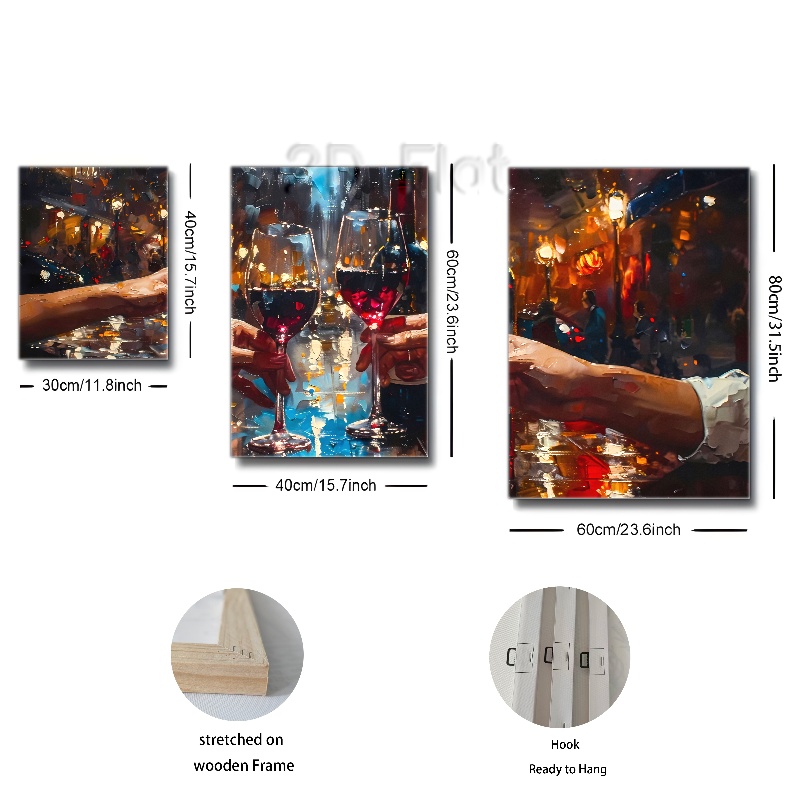 2D Flat
40cm/15.7inch
30cm/11.8inch
60cm/23.6inch
40cm/15.7inch
80cm/31.5inch
60cm/23.6inch
stretched on
wooden Frame
Hook
Ready to Hang